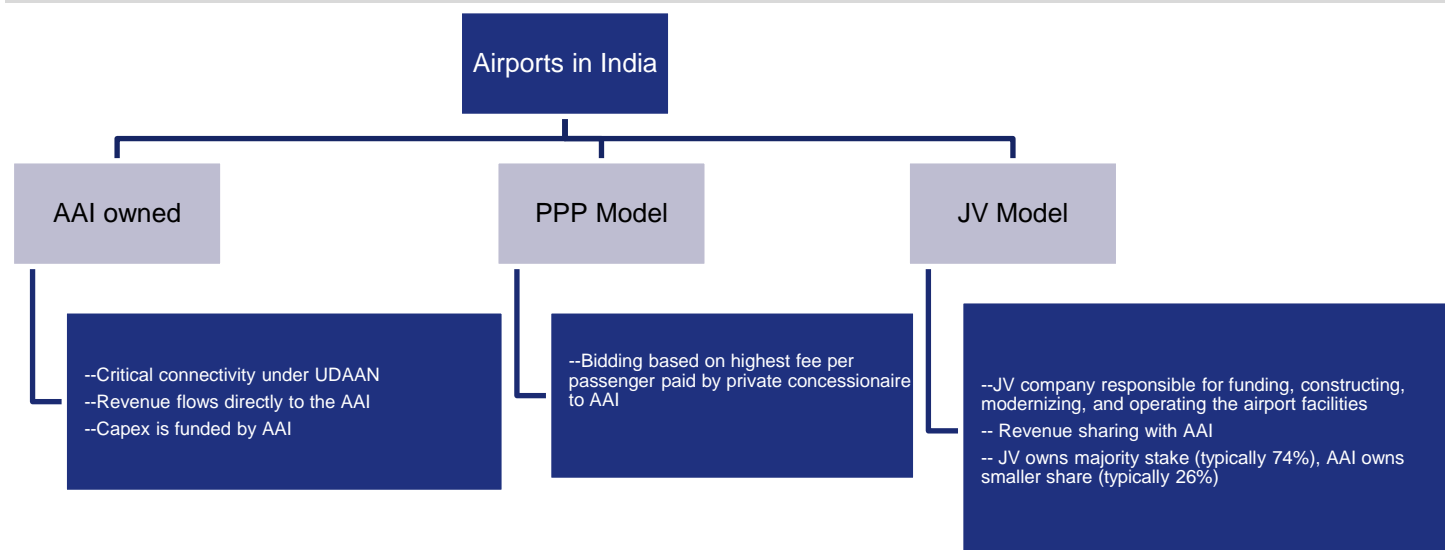 Airports in India
AAI owned
PPP Model
JV Model
--Critical connectivity under UDAAN
--Revenue flows directly to the AAI
--Capex is funded by AAI
--Bidding based on highest fee per
passenger paid by private concessionaire
to AAI
--JV company responsible for funding, constructing,
modernizing, and operating the airport facilities
-- Revenue sharing with AAI
-- JV owns majority stake (typically 74%), AAI owns
smaller share (typically 26%)